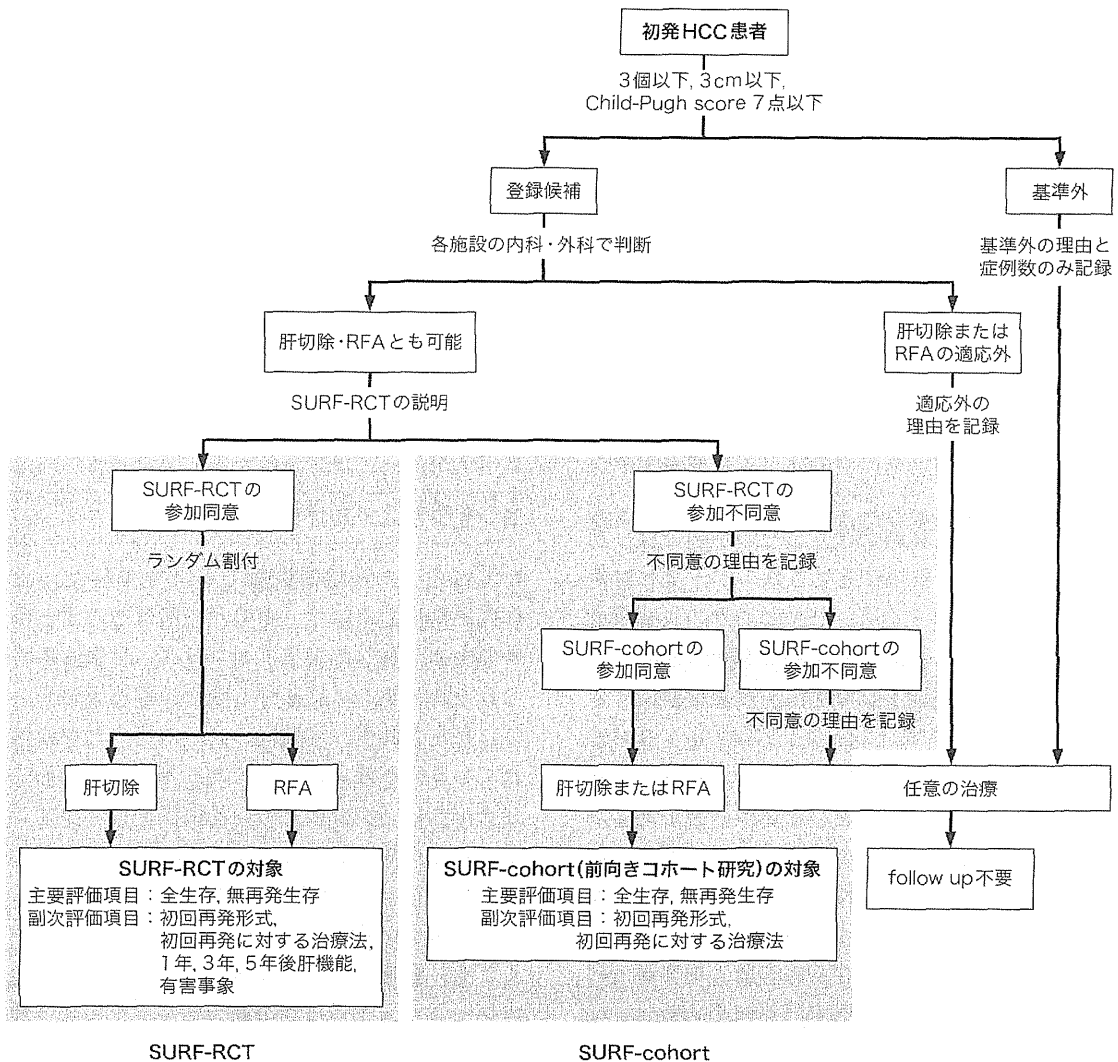 初発HCC患者
3個以下, 3cm以下,
Child-Pugh score 7点以下
登録候補
基準外
各施設の内科・外科で判断
基準外の理由と
症例数のみ記録
肝切除・RFAとも可能
肝切除または
RFAの適応外
SURF-RCTの説明
適応外の
理由を記録
SURF-RCTの
参加同意
SURF-RCTの
参加不同意
ランダム割付
不同意の理由を記録
SURF-cohortの
参加同意
SURF-cohortの
参加不同意
不同意の理由を記録
肝切除
RFA
肝切除またはRFA
任意の治療
SURF-RCTの対象
主要評価項目：全生存, 無再発生存
副次評価項目：初回再発形式,
初回再発に対する治療法,
1年, 3年, 5年後肝機能,
有害事象
SURF-cohort(前向きコホート研究)の対象
主要評価項目：全生存, 無再発生存
副次評価項目：初回再発形式,
初回再発に対する治療法
follow up不要
SURF-RCT
SURF-cohort